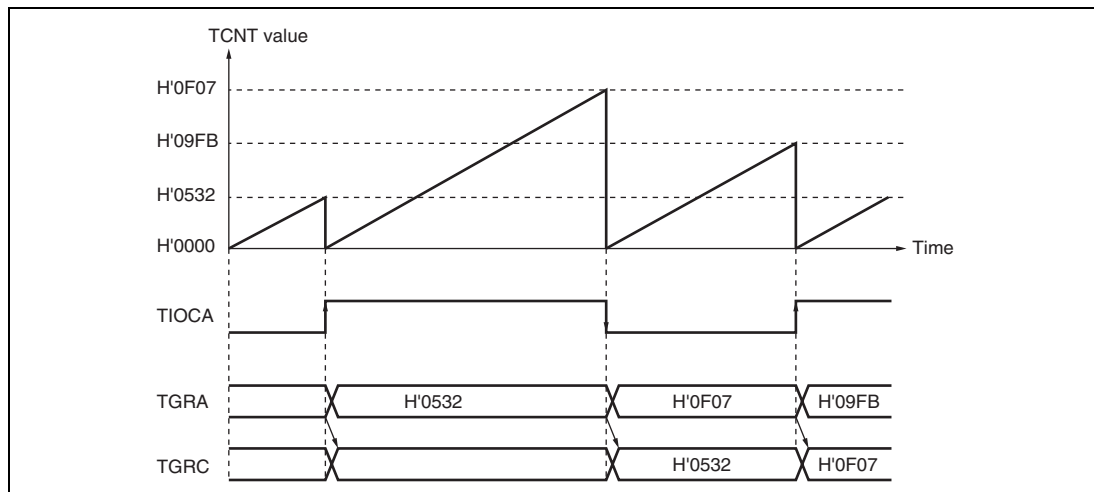 TCNT value
H'0F07
H'09FB
H'0532
H'0000
Time
TIOCA
TGRA
H'0532
H'0F07
H'09FB
TGRC
H'0532
H'0F07